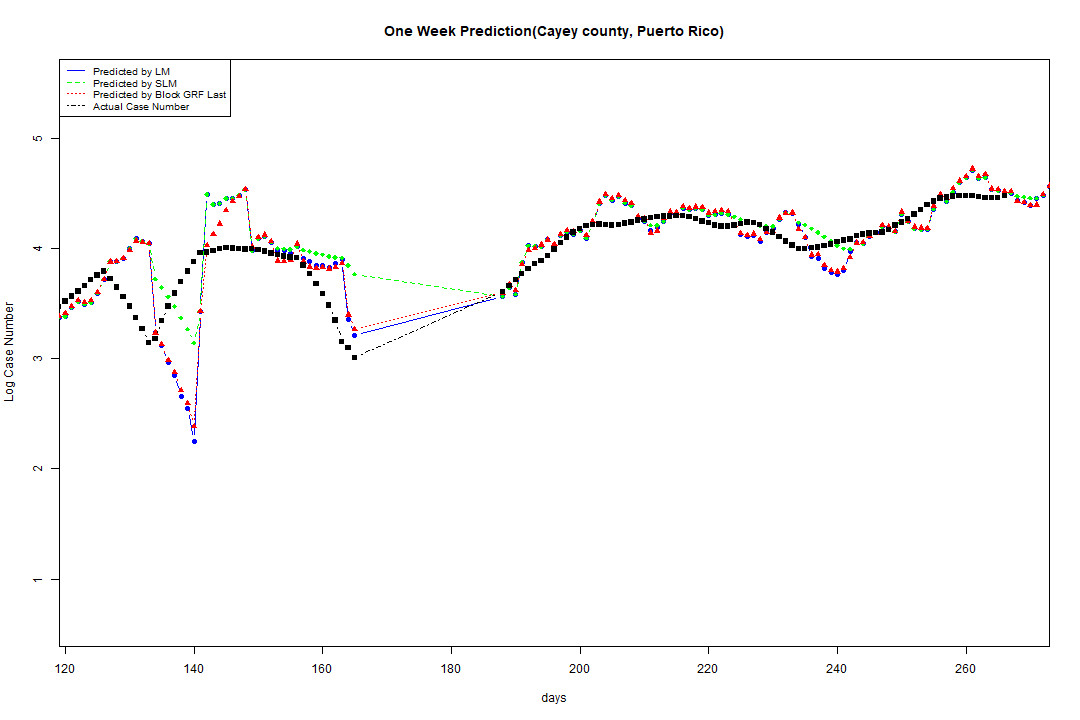 One Week Prediction(Cayey county, Puerto Rico)
Predicted by LM
Predicted by SLM
Predicted by Block GRF Last
Actual Case Number
5
4
3
2
1
Log Case Number
120 140 160 180 200 220 240 260
days